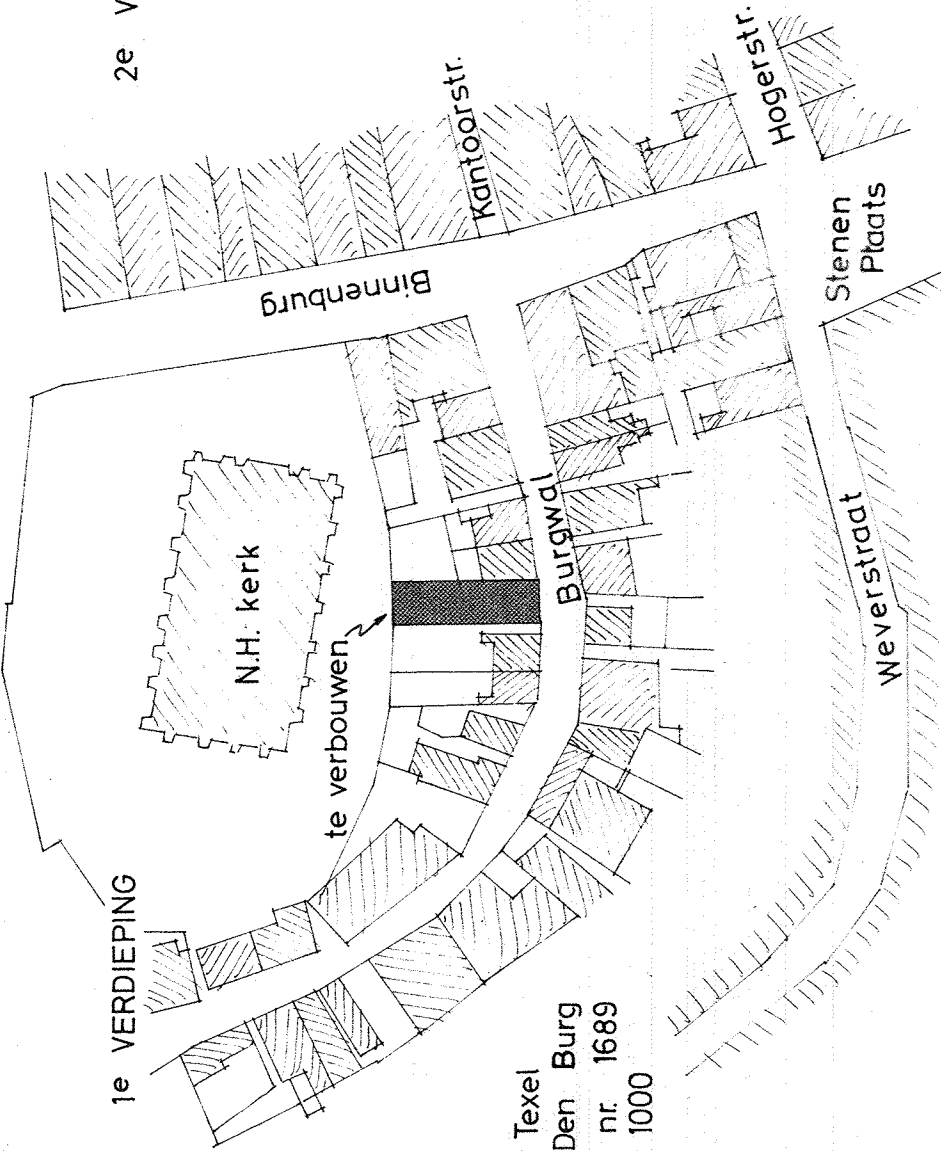 1e VERDIEPING
2e V
N.H. kerk
te verbouwen
Binnenburg
Kantoorstr.
Hogerstr.
Burgwal
Stenen
Plaats
Weverstraat
Texel
Den Burg
nr. 1689
1000